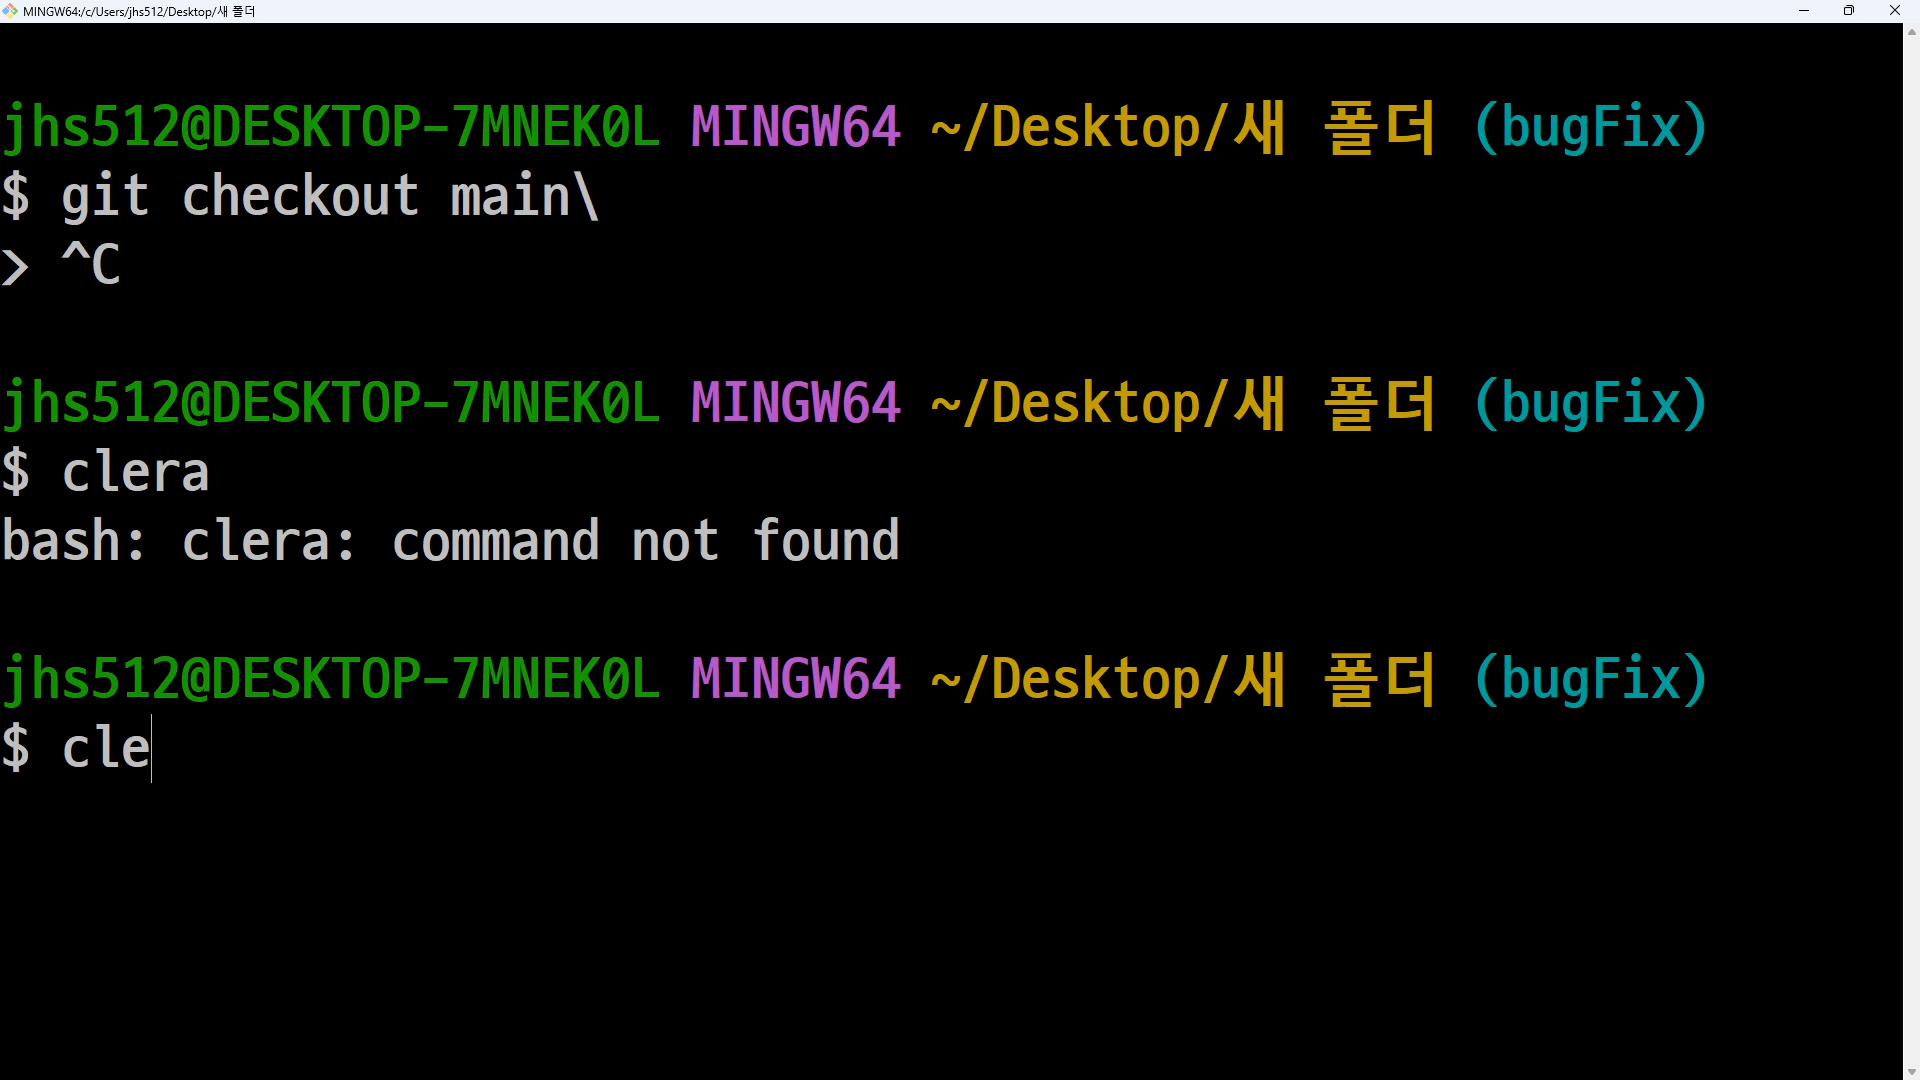 MINGW64:/c/Users/jhs512/Desktop/새 폴더
jhs512@DESKTOP-7MNEK0L MINGW64 ~/Desktop/새 폴더 (bugFix)
$ git checkout main\
> ^C
jhs512@DESKTOP-7MNEK0L MINGW64 ~/Desktop/새 폴더 (bugFix)
$ clera
bash: clera: command not found
jhs512@DESKTOP-7MNEK0L MINGW64 ~/Desktop/새 폴더 (bugFix)
$ cle